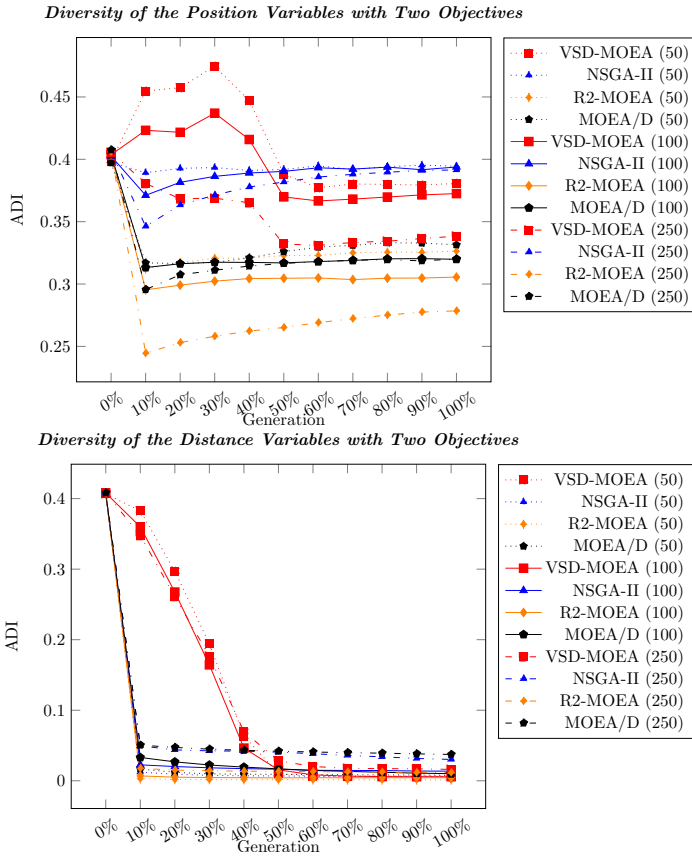 Diversity of the Position Variables with Two Objectives
VSD-MOEA (50)
NSGA-II (50)
R2-MOEA (50)
MOEA/D (50)
VSD-MOEA (100)
NSGA-II (100)
R2-MOEA (100)
MOEA/D (100)
VSD-MOEA (250)
NSGA-II (250)
R2-MOEA (250)
MOEA/D (250)
0.45
0.4
0.35
0.3
0.25
ADI
0% 10% 20% 30% 40% 50% 60% 70% 80% 90% 100%
Generation
Diversity of the Distance Variables with Two Objectives
VSD-MOEA (50)
NSGA-II (50)
R2-MOEA (50)
MOEA/D (50)
VSD-MOEA (100)
NSGA-II (100)
R2-MOEA (100)
MOEA/D (100)
VSD-MOEA (250)
NSGA-II (250)
R2-MOEA (250)
MOEA/D (250)
0.4
0.3
0.2
0.1
0
ADI
0% 10% 20% 30% 40% 50% 60% 70% 80% 90% 100%
Generation